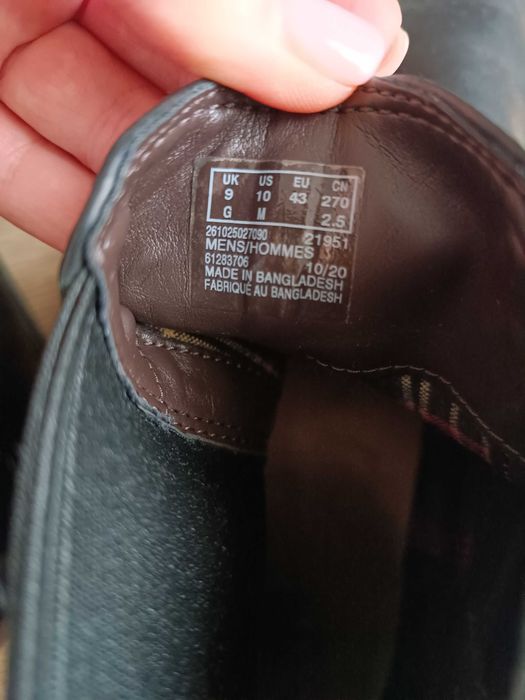 UK US EU CN
9 10 43 270
G M 2.5
261025027090 21951
MENS/HOMMES
61283706 10/20
MADE IN BANGLADESH
FABRIQUÉ AU BANGLADESH